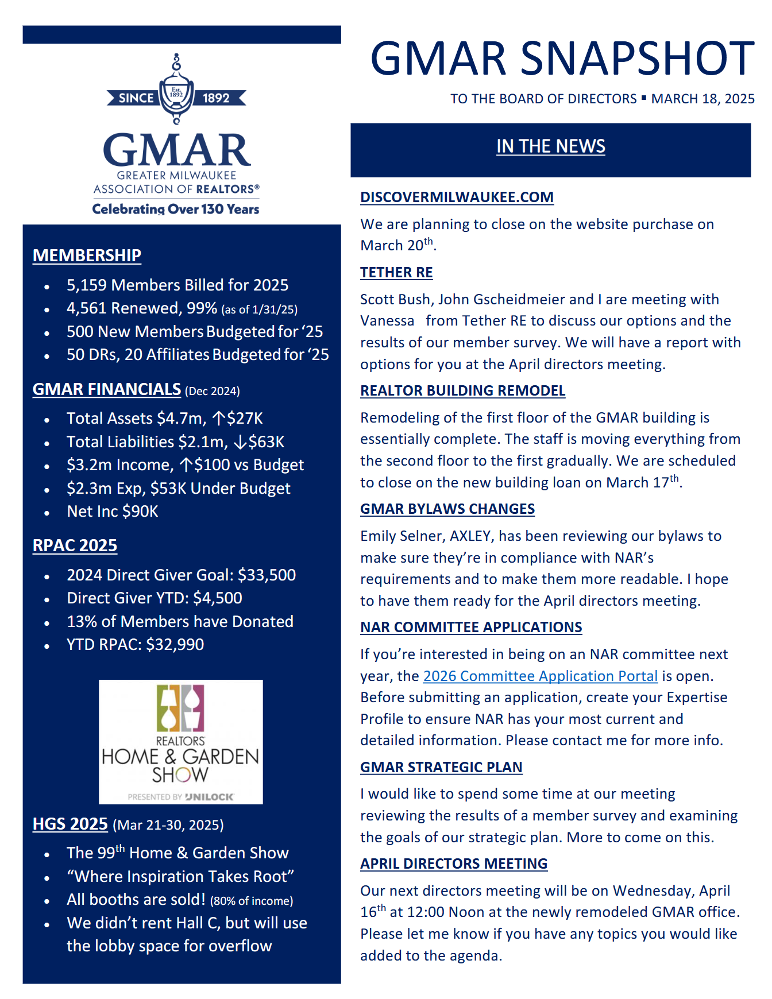 Est.
1892
SINCE 1892
GMAR
GREATER MILWAUKEE
ASSOCIATION OF REALTORS®
Celebrating Over 130 Years
MEMBERSHIP
• 5,159 Members Billed for 2025
• 4,561 Renewed, 99% (as of 1/31/25)
• 500 New Members Budgeted for ‘25
• 50 DRs, 20 Affiliates Budgeted for ‘25
GMAR FINANCIALS (Dec 2024)
• Total Assets $4.7m, ↑$27K
• Total Liabilities $2.1m, ↓$63K
• $3.2m Income, ↑$100 vs Budget
• $2.3m Exp, $53K Under Budget
• Net Inc $90K
RPAC 2025
• 2024 Direct Giver Goal: $33,500
• Direct Giver YTD: $4,500
• 13% of Members have Donated
• YTD RPAC: $32,990
REALTORS
HOME & GARDEN
SHOW
PRESENTED BY UNILOCK
HGS 2025 (Mar 21-30, 2025)
• The 99th Home & Garden Show
• “Where Inspiration Takes Root”
• All booths are sold! (80% of income)
• We didn’t rent Hall C, but will use
the lobby space for overflow
GMAR SNAPSHOT
TO THE BOARD OF DIRECTORS ▪ MARCH 18, 2025
IN THE NEWS
DISCOVERMILWAUKEE.COM
We are planning to close on the website purchase on
March 20th.
TETHER RE
Scott Bush, John Gscheidmeier and I are meeting with
Vanessa from Tether RE to discuss our options and the
results of our member survey. We will have a report with
options for you at the April directors meeting.
REALTOR BUILDING REMODEL
Remodeling of the first floor of the GMAR building is
essentially complete. The staff is moving everything from
the second floor to the first gradually. We are scheduled
to close on the new building loan on March 17th.
GMAR BYLAWS CHANGES
Emily Selner, AXLEY, has been reviewing our bylaws to
make sure they’re in compliance with NAR’s
requirements and to make them more readable. I hope
to have them ready for the April directors meeting.
NAR COMMITTEE APPLICATIONS
If you’re interested in being on an NAR committee next
year, the 2026 Committee Application Portal is open.
Before submitting an application, create your Expertise
Profile to ensure NAR has your most current and
detailed information. Please contact me for more info.
GMAR STRATEGIC PLAN
I would like to spend some time at our meeting
reviewing the results of a member survey and examining
the goals of our strategic plan. More to come on this.
APRIL DIRECTORS MEETING
Our next directors meeting will be on Wednesday, April
16th at 12:00 Noon at the newly remodeled GMAR office.
Please let me know if you have any topics you would like
added to the agenda.